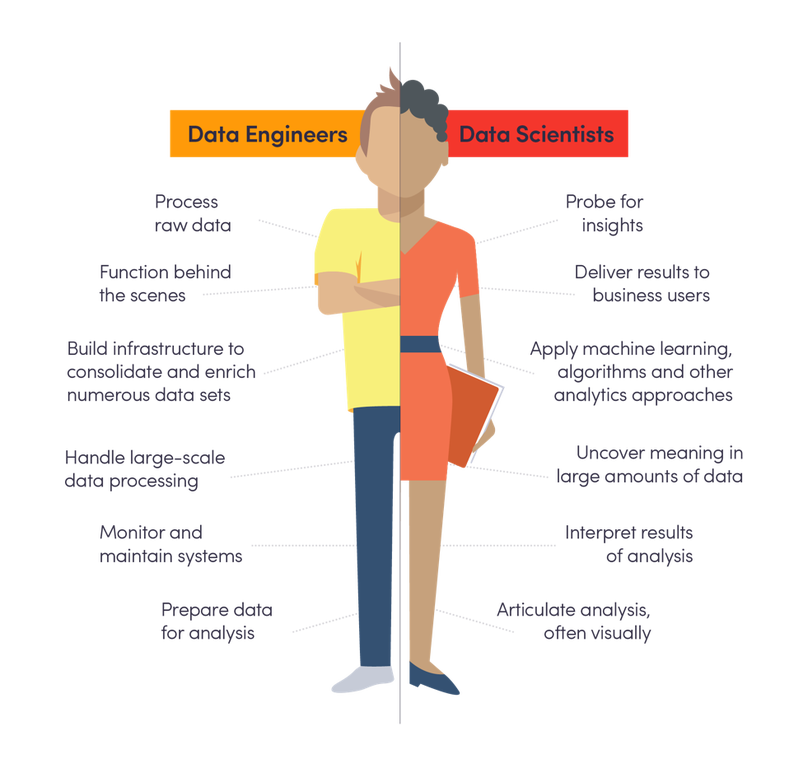 Data Engineers
Process
raw data
Function behind
the scenes
Build infrastructure to
consolidate and enrich
numerous data sets
Handle large-scale
data processing
Monitor and
maintain systems
Prepare data
for analysis
Data Scientists
Probe for
insights
Deliver results to
business users
Apply machine learning,
algorithms and other
analytics approaches
Uncover meaning in
large amounts of data
Interpret results
of analysis
Articulate analysis,
often visually